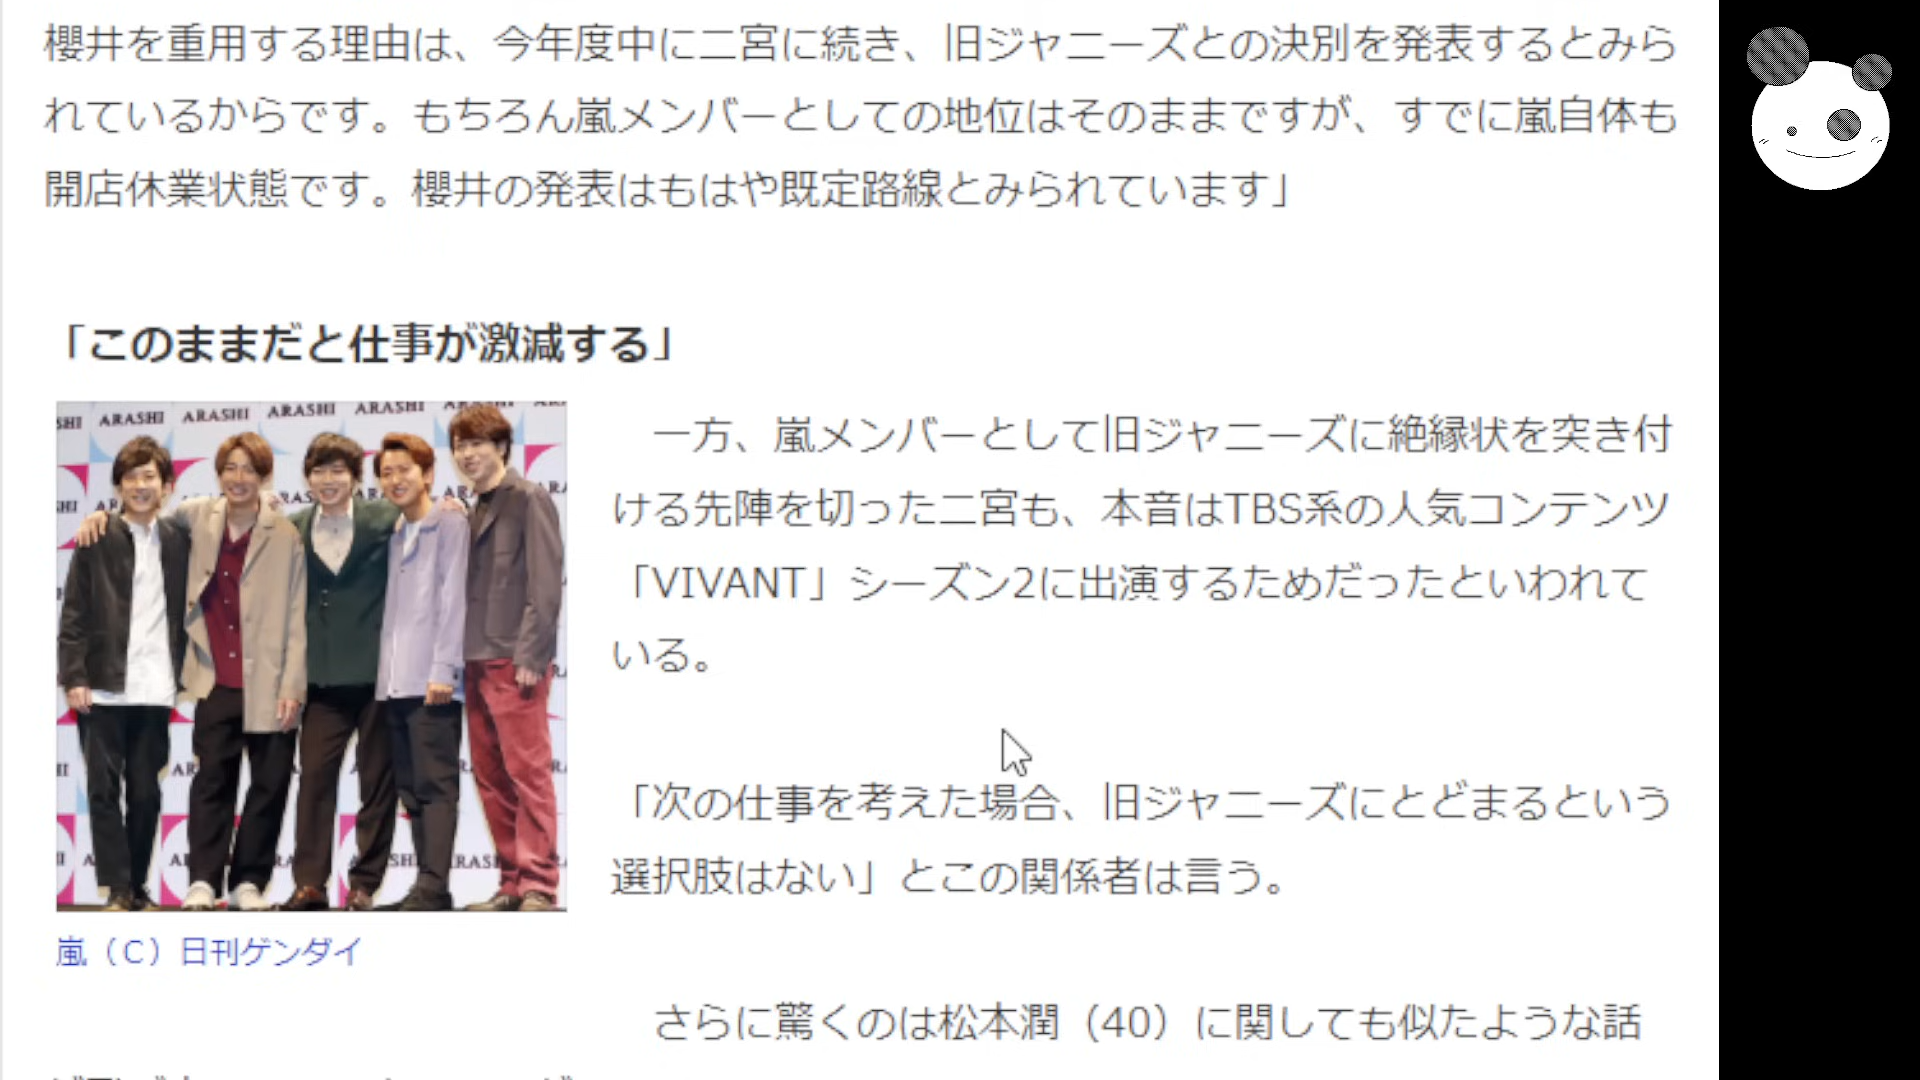 櫻井を重用する理由は、今年度中に二宮に続き、旧ジャニーズとの決別を発表するとみら
れているからです。もちろん嵐メンバーとしての地位はそのままですが、すでに嵐自体も
開店休業状態です。櫻井の発表はもはや既定路線とみられています」
「このままだと仕事が激減する」
ARASHI ARASHI ARASHI ARASHI
一方、嵐メンバーとして旧ジャニーズに絶縁状を突き付
ける先陣を切った二宮も、本音はTBS系の人気コンテンツ
「VIVANT」シーズン2に出演するためだったといわれて
いる。
「次の仕事を考えた場合、旧ジャニーズにとどまるという
選択肢はない」とこの関係者は言う。
嵐（C）日刊ゲンダイ
さらに驚くのは松本潤（40）に関しても似たような話